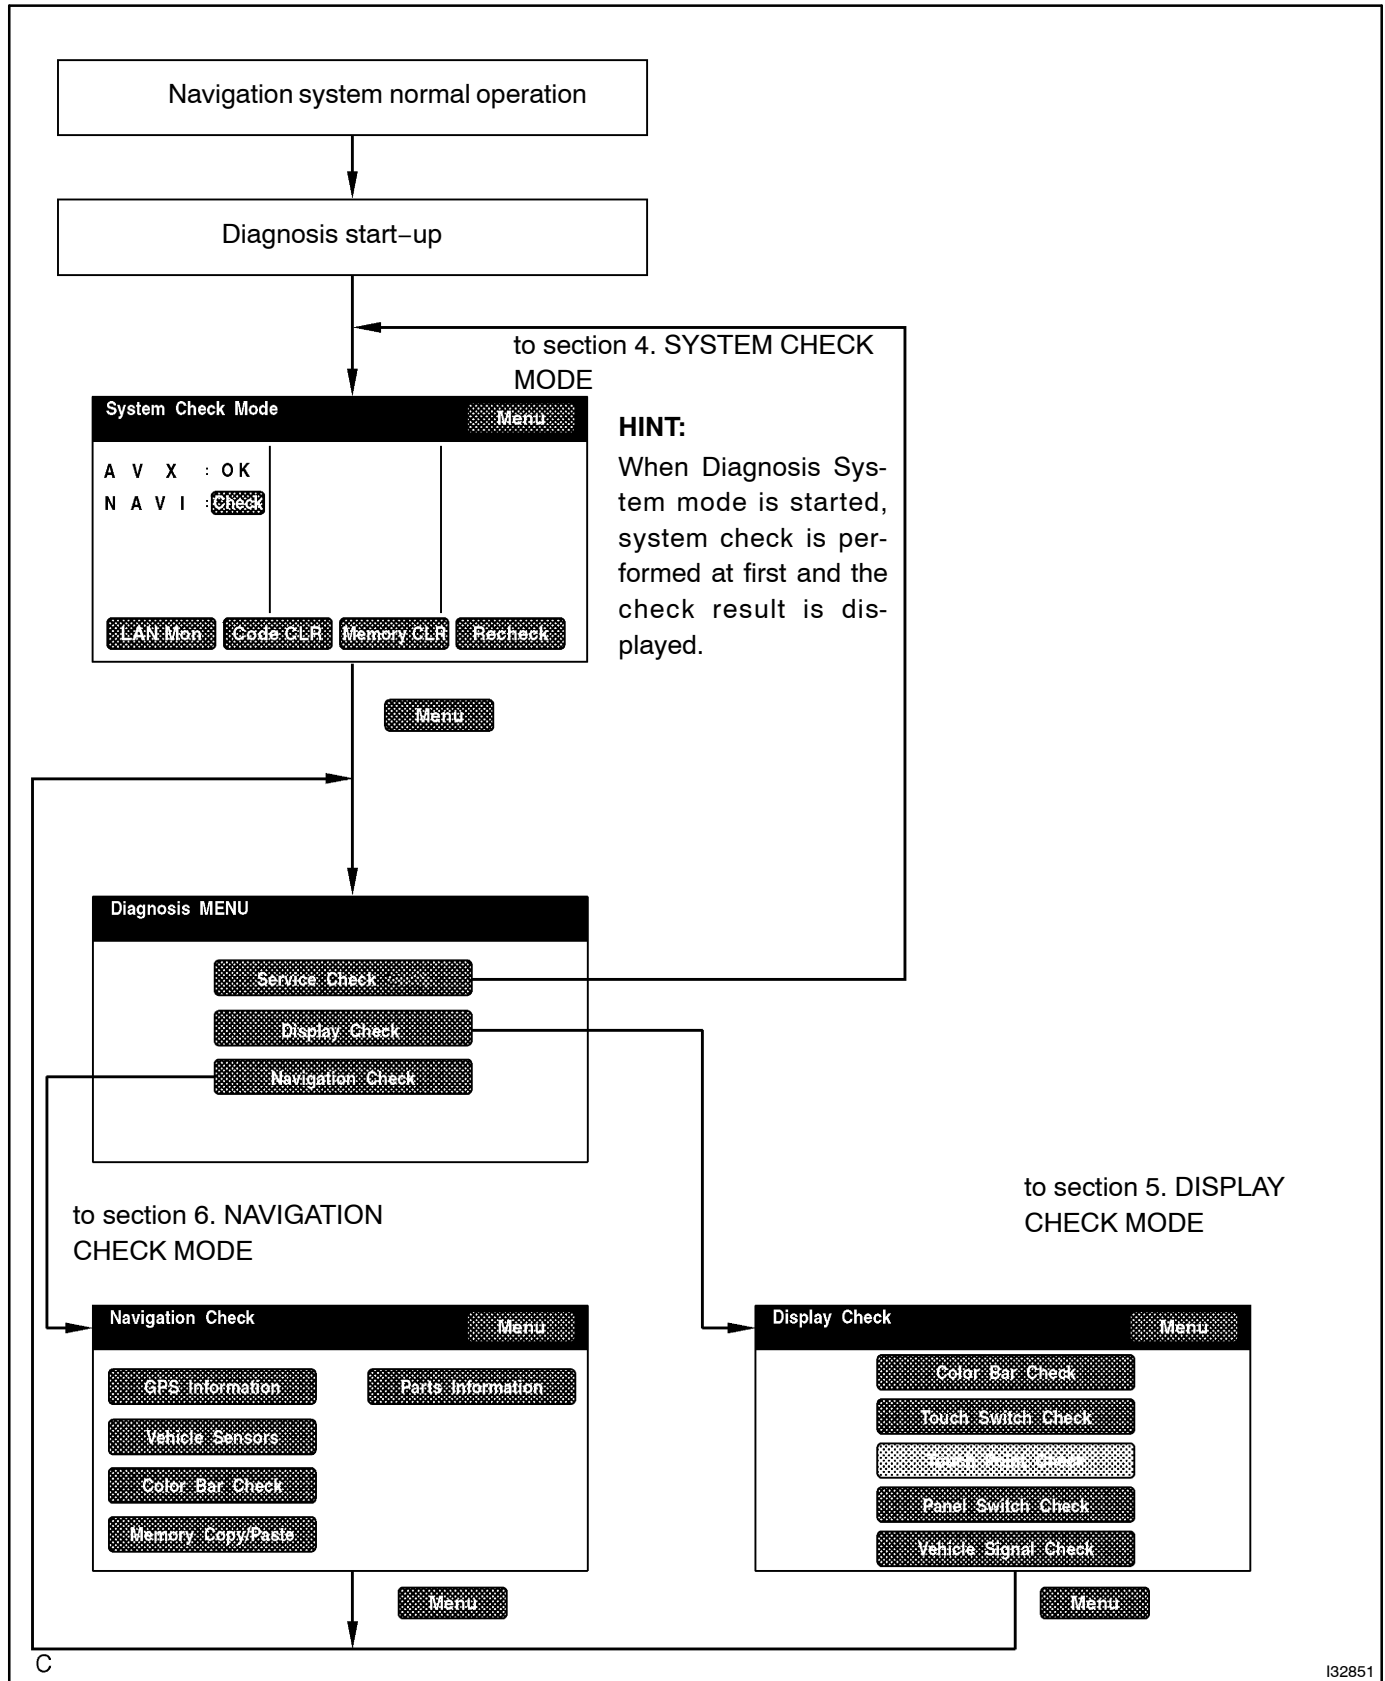 Navigation system normal operation
Diagnosis start−up
to section 4. SYSTEM CHECK
MODE
System Check Mode
Menu
A V X : OK
N A V I : Check
LAN Mon
Code CLR
Memory CLR
Recheck
HINT:
When Diagnosis Sys-
tem mode is started,
system check is per-
formed at first and the
check result is dis-
played.
Menu
Diagnosis MENU
Service Check
Display Check
Navigation Check
to section 6. NAVIGATION
CHECK MODE
to section 5. DISPLAY
CHECK MODE
Navigation Check
Menu
GPS Information
Parts Information
Vehicle Sensors
Color Bar Check
Memory Copy/Paste
Menu
Display Check
Menu
Color Bar Check
Touch Switch Check
Check
Panel Switch Check
Vehicle Signal Check
Menu
C
I32851